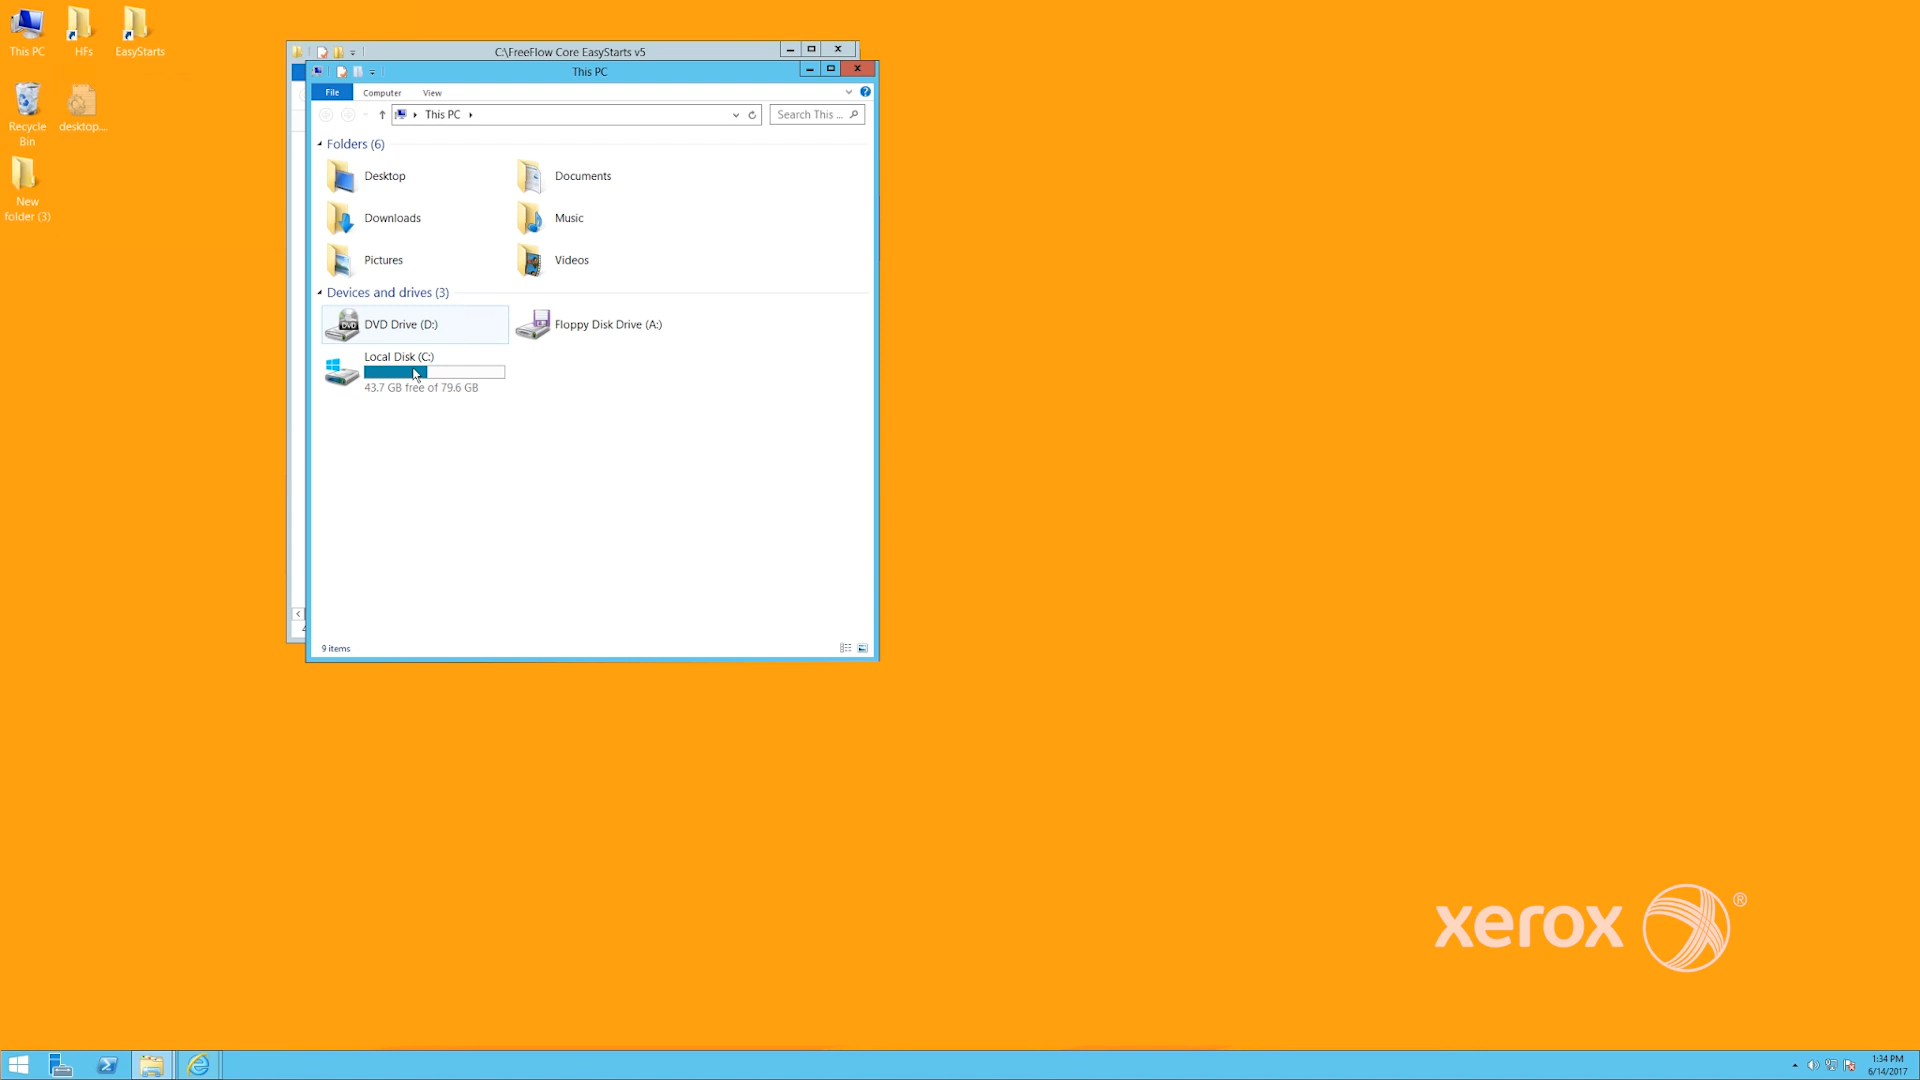 This PC
HFs
EasyStarts
Recycle
Bin
desktop....
New
folder (3)
C:\FreeFlow Core EasyStarts v5
This PC
File
Computer
View
This PC
Search This ...
Folders (6)
Desktop
Documents
Downloads
Music
Pictures
Videos
Devices and drives (3)
DVD
DVD Drive (D:)
Floppy Disk Drive (A:)
Local Disk (C:)
43.7 GB free of 79.6 GB
9 items
xerox ®
1:34 PM
6/14/2017